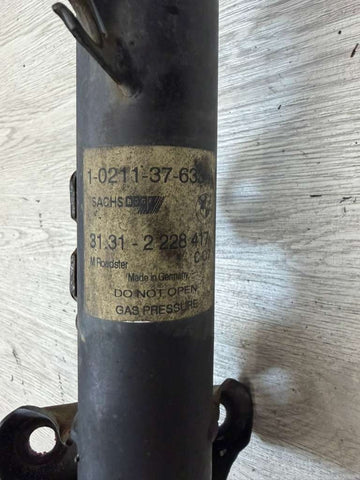 1-0211-37-63
SACHS BOGE
31.31 - 2 228 417
M Roadster
Made in Germany
DO NOT OPEN
GAS PRESSURE